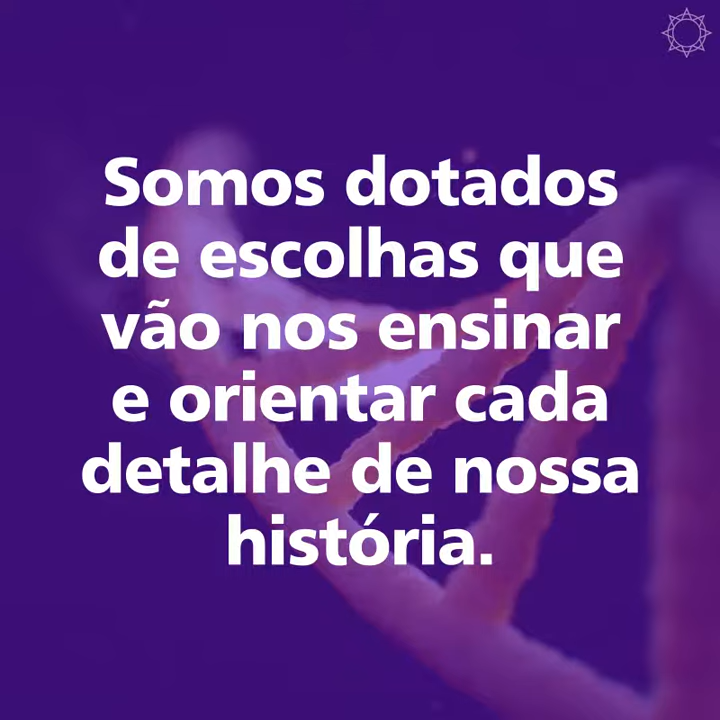 Somos dotados
de escolhas que
vão nos ensinar
e orientar cada
detalhe de nossa
história.